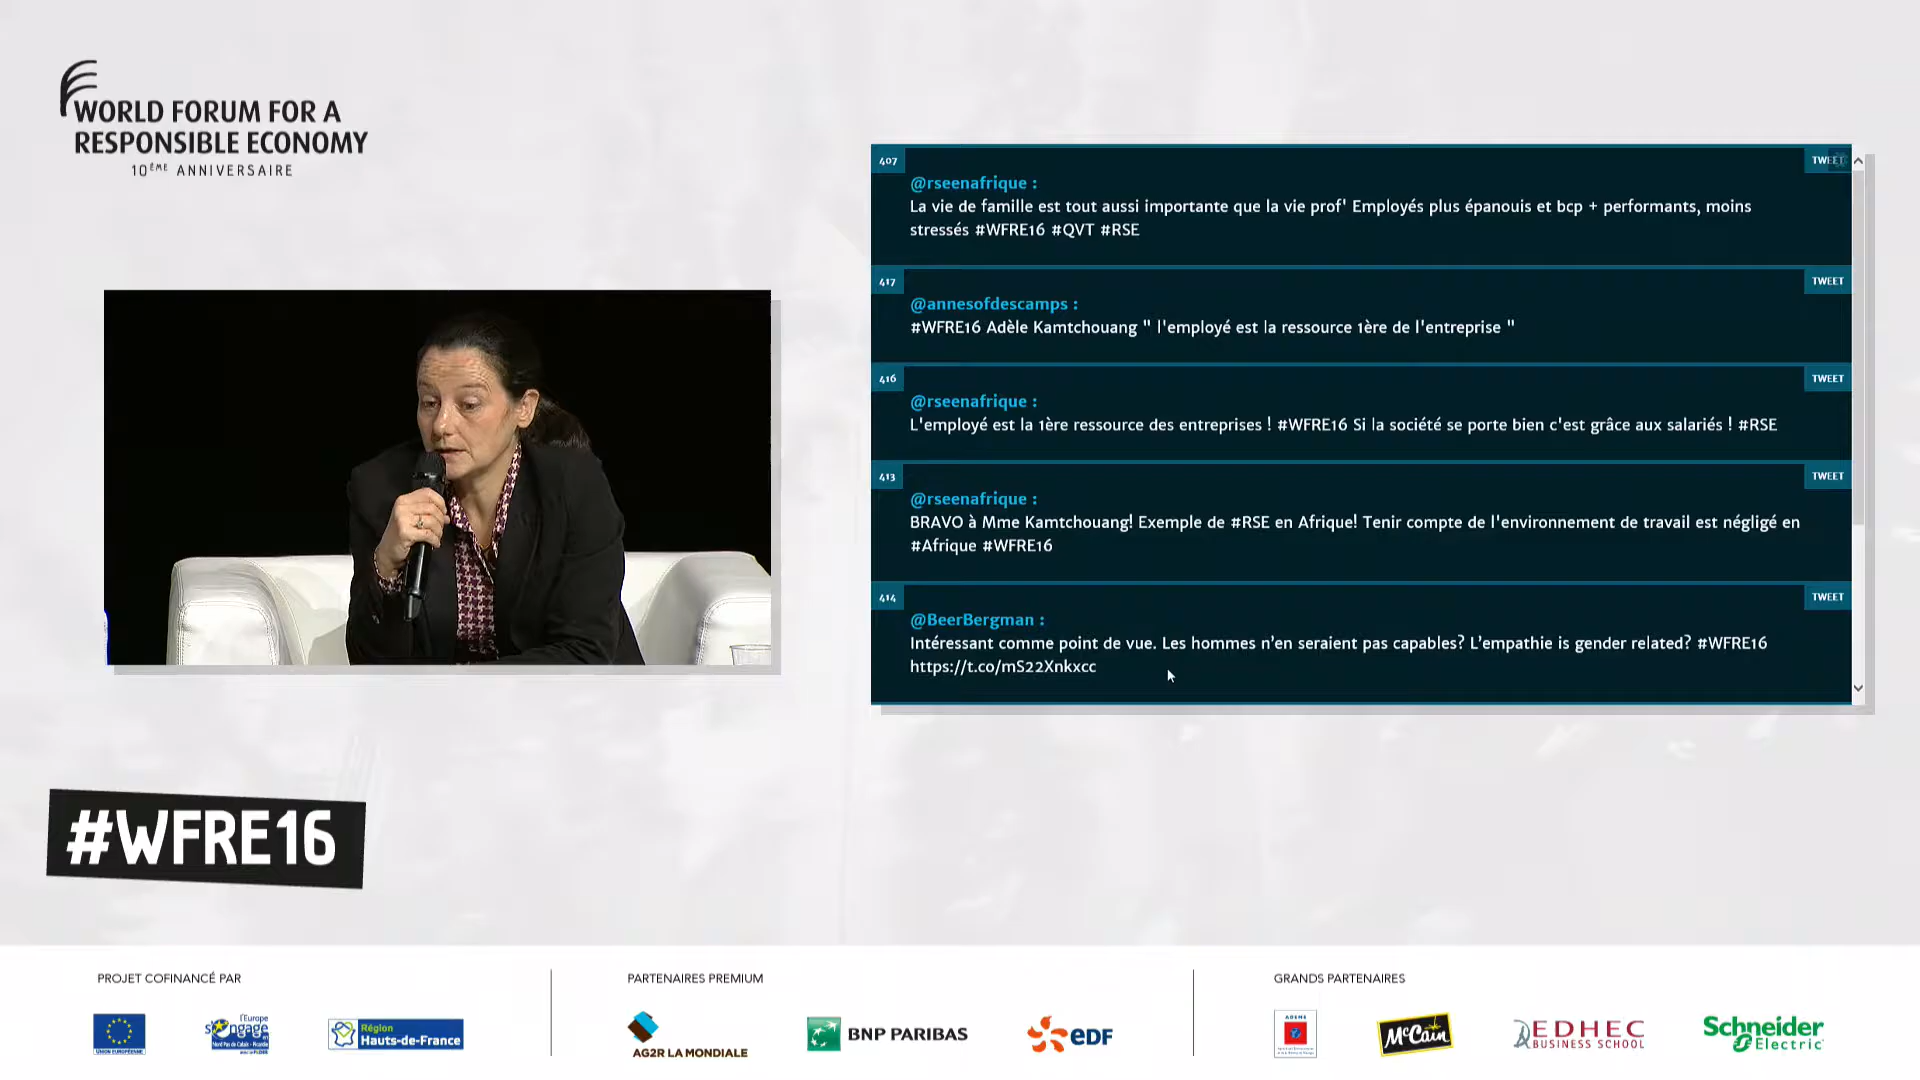 WORLD FORUM FOR A
RESPONSIBLE ECONOMY
10ÈME ANNIVERSAIRE
407
TWEET
@rseenafrique :
La vie de famille est tout aussi importante que la vie prof' Employés plus épanouis et bcp + performants, moins
stressés #WFRE16 #QVT #RSE
417
TWEET
@annesofdescamps :
#WFRE16 Adèle Kamtchouang " l'employé est la ressource 1ère de l'entreprise "
416
TWEET
@rseenafrique :
L'employé est la 1ère ressource des entreprises ! #WFRE16 Si la société se porte bien c'est grâce aux salariés ! #RSE
413
TWEET
@rseenafrique :
BRAVO à Mme Kamtchouang! Exemple de #RSE en Afrique! Tenir compte de l'environnement de travail est négligé en
#Afrique #WFRE16
414
TWEET
@BeerBergman :
Intéressant comme point de vue. Les hommes n’en seraient pas capables? L’empathie is gender related? #WFRE16
https://t.co/mS22Xnkxcc
#WFRE16
PROJET COFINANCÉ PAR
UNION EUROPÉENNE
l'Europe
s'engage
Région
Hauts-de-France
PARTENAIRES PREMIUM
AG2R LA MONDIALE
BNP PARIBAS
eDF
GRANDS PARTENAIRES
ADEME
McCain
EDHEC
BUSINESS SCHOOL
Schneider
Electric